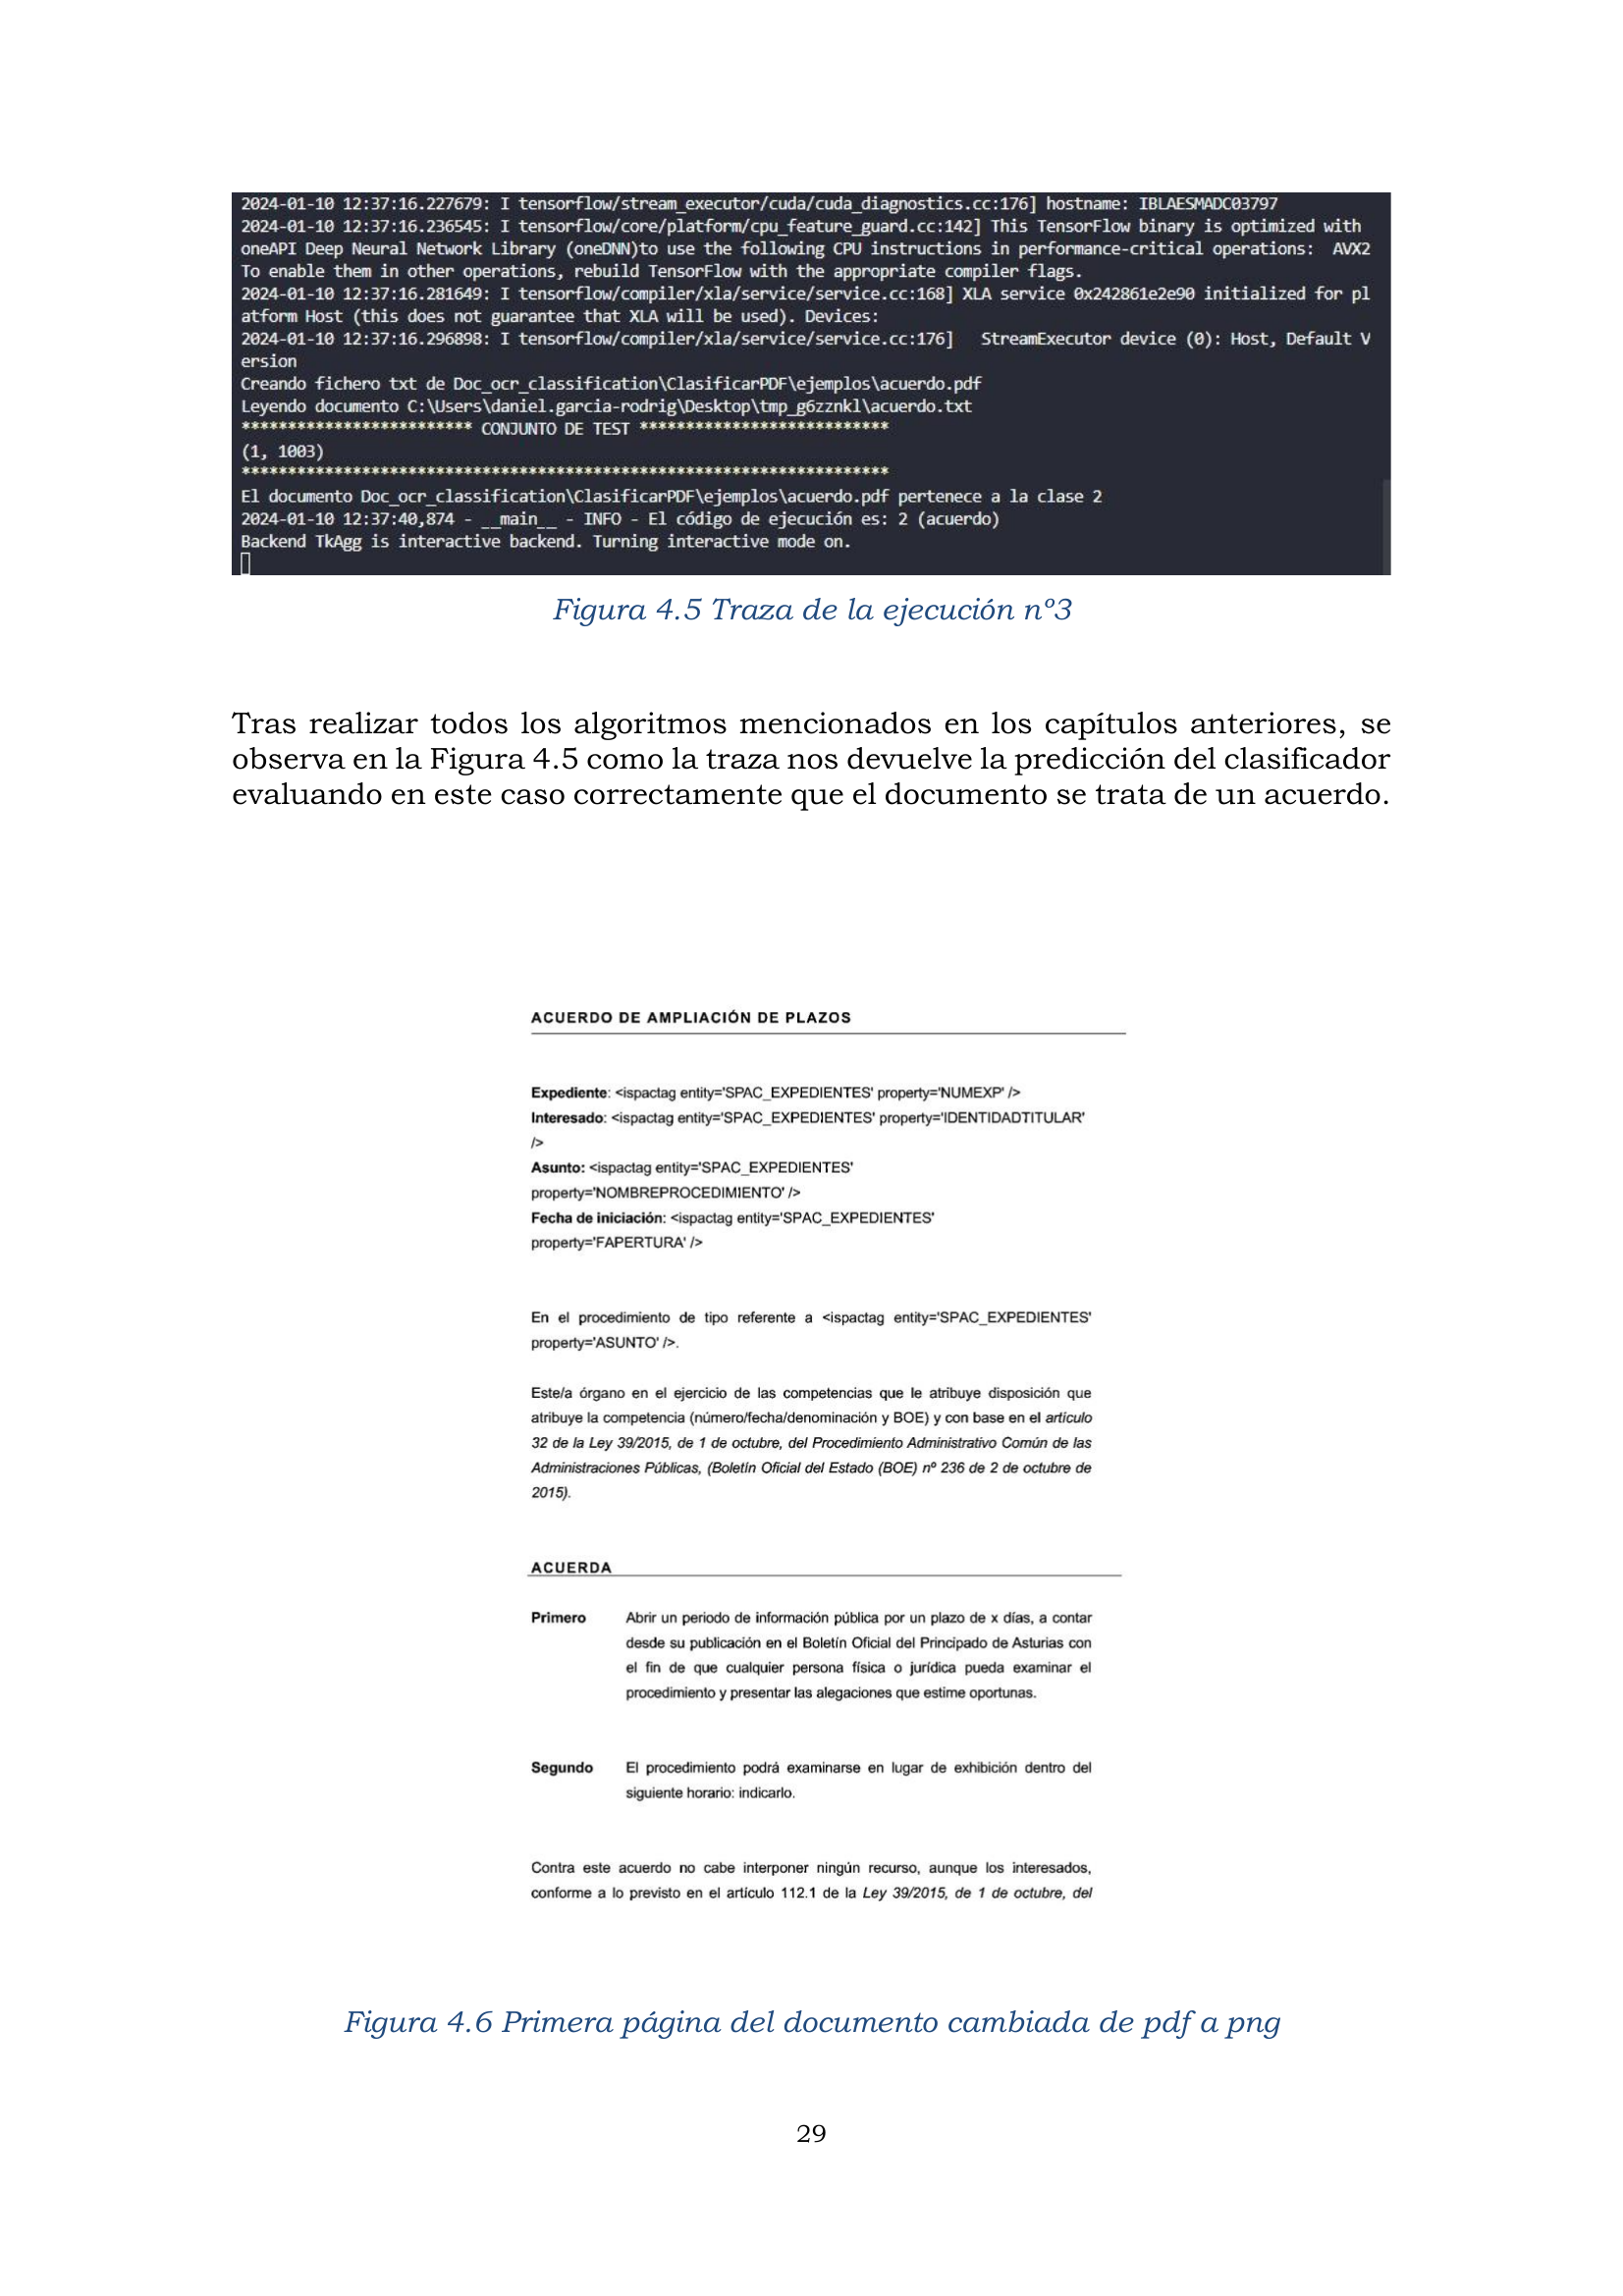 2024-01-10 12:37:16.227679: I tensorflow/stream_executor/cuda/cuda_diagnostics.cc:176] hostname: IBLAESMADC03797
2024-01-10 12:37:16.236545: I tensorflow/core/platform/cpu_feature_guard.cc:142] This TensorFlow binary is optimized with
oneAPI Deep Neural Network Library (oneDNN)to use the following CPU instructions in performance-critical operations:  AVX2
To enable them in other operations, rebuild TensorFlow with the appropriate compiler flags.
2024-01-10 12:37:16.281649: I tensorflow/compiler/xla/service/service.cc:168] XLA service 0x242861e2e90 initialized for pl
atform Host (this does not guarantee that XLA will be used). Devices:
2024-01-10 12:37:16.296898: I tensorflow/compiler/xla/service/service.cc:176]   StreamExecutor device (0): Host, Default V
ersion
Creando fichero txt de Doc_ocr_classification\ClasificarPDF\ejemplos\acuerdo.pdf
Leyendo documento C:\Users\daniel.garcia-rodrig\Desktop\tmp_g6zznkl\acuerdo.txt
************************* CONJUNTO DE TEST ***************************
(1, 1003)
**********************************************************************
El documento Doc_ocr_classification\ClasificarPDF\ejemplos\acuerdo.pdf pertenece a la clase 2
2024-01-10 12:37:40,874 - __main__ - INFO - El código de ejecución es: 2 (acuerdo)
Backend TkAgg is interactive backend. Turning interactive mode on.
Figura 4.5 Traza de la ejecución nº3
Tras realizar todos los algoritmos mencionados en los capítulos anteriores, se
observa en la Figura 4.5 como la traza nos devuelve la predicción del clasificador
evaluando en este caso correctamente que el documento se trata de un acuerdo.
ACUERDO DE AMPLIACIÓN DE PLAZOS
Expediente: <ispactag entity='SPAC_EXPEDIENTES' property='NUMEXP' />
Interesado: <ispactag entity='SPAC_EXPEDIENTES' property='IDENTIDADTITULAR'
/>
Asunto: <ispactag entity='SPAC_EXPEDIENTES'
property='NOMBREPROCEDIMIENTO' />
Fecha de iniciación: <ispactag entity='SPAC_EXPEDIENTES'
property='FAPERTURA' />
En el procedimiento de tipo referente a <ispactag entity='SPAC_EXPEDIENTES'
property='ASUNTO' />.
Este/a órgano en el ejercicio de las competencias que le atribuye disposición que
atribuye la competencia (número/fecha/denominación y BOE) y con base en el artículo
32 de la Ley 39/2015, de 1 de octubre, del Procedimiento Administrativo Común de las
Administraciones Públicas, (Boletín Oficial del Estado (BOE) nº 236 de 2 de octubre de
2015).
ACUERDA
Primero Abrir un periodo de información pública por un plazo de x días, a contar
desde su publicación en el Boletín Oficial del Principado de Asturias con
el fin de que cualquier persona física o jurídica pueda examinar el
procedimiento y presentar las alegaciones que estime oportunas.
Segundo El procedimiento podrá examinarse en lugar de exhibición dentro del
siguiente horario: indicarlo.
Contra este acuerdo no cabe interponer ningún recurso, aunque los interesados,
conforme a lo previsto en el artículo 112.1 de la Ley 39/2015, de 1 de octubre, del
Figura 4.6 Primera página del documento cambiada de pdf a png
29